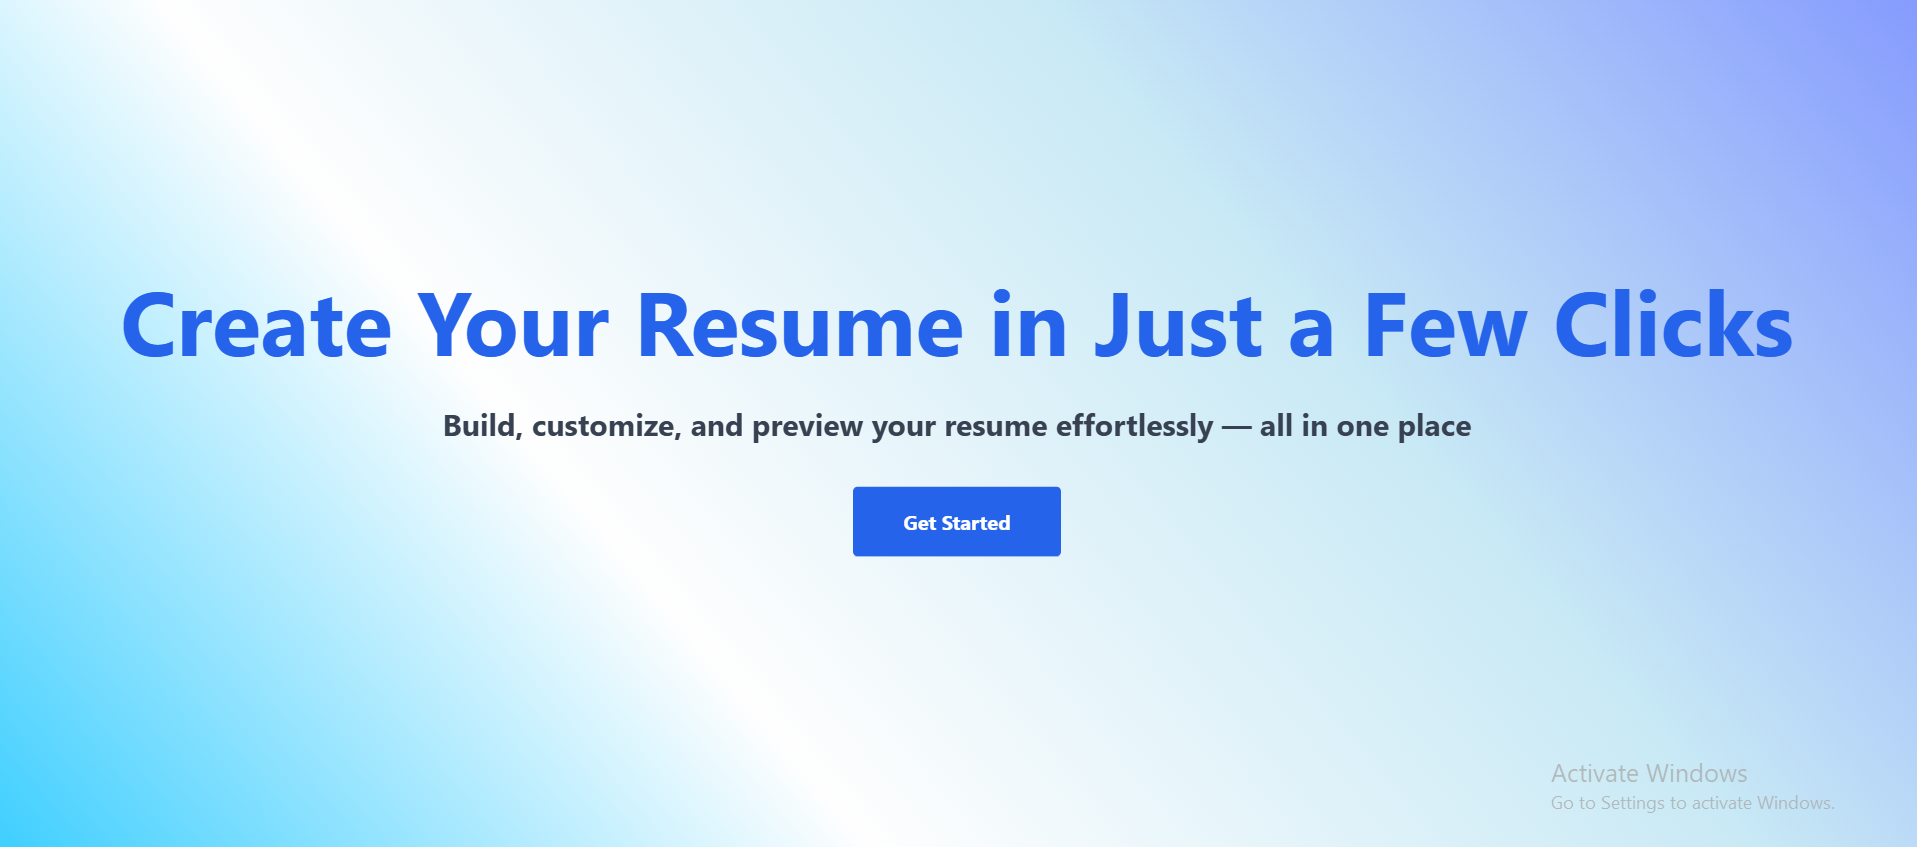 Create Your Resume in Just a Few Clicks
Build, customize, and preview your resume effortlessly — all in one place
Get Started
Activate Windows
Go to Settings to activate Windows.